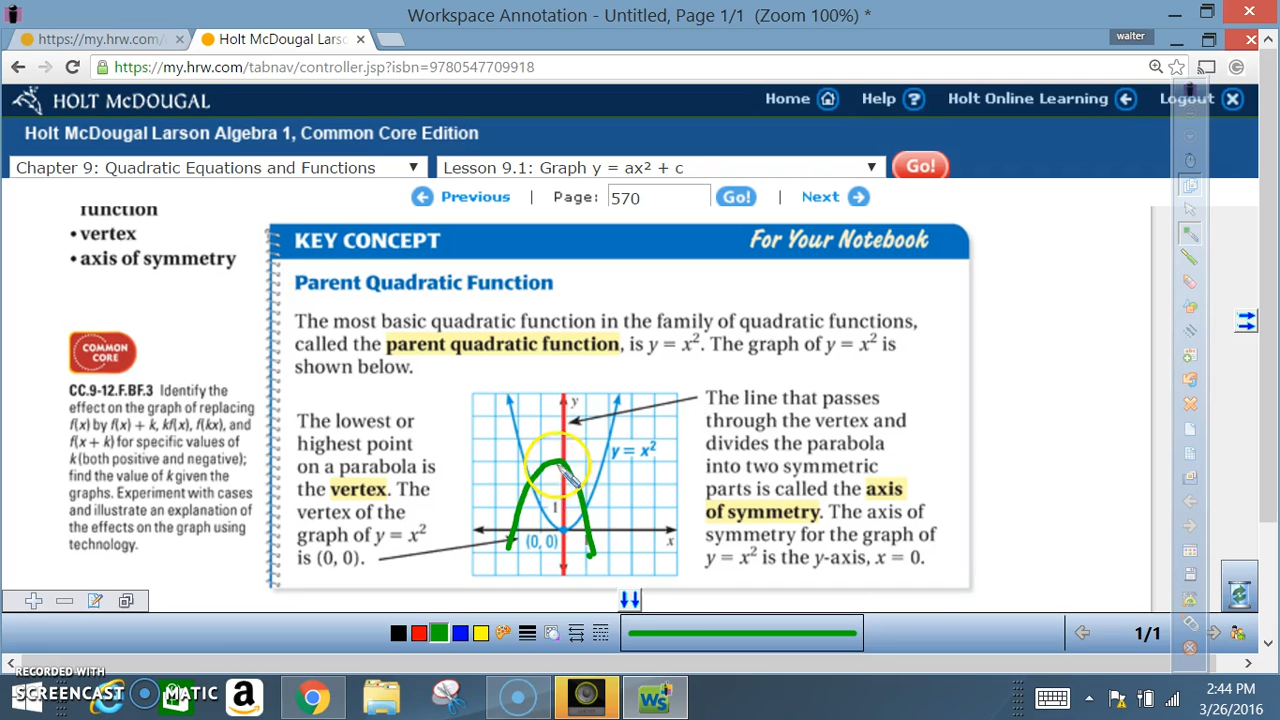 Workspace Annotation - Untitled, Page 1/1 (Zoom 100%) *
https://my.hrw.com/
Holt McDougal Lars
walter
https://my.hrw.com/tabnav/controller.jsp?isbn=9780547709918
HOLT MCDOUGAL
Home
Help
Holt Online Learning
Logout
Holt McDougal Larson Algebra 1, Common Core Edition
Chapter 9: Quadratic Equations and Functions
Lesson 9.1: Graph y = ax² + c
Go!
Previous | Page: 570 Go! | Next
function
• vertex
• axis of symmetry
COMMON
CORE
CC.9-12.F.BF.3 Identify the
effect on the graph of replacing
f(x) by f(x) + k, kf(x), f(kx), and
f(x + k) for specific values of
k (both positive and negative);
find the value of k given the
graphs. Experiment with cases
and illustrate an explanation of
the effects on the graph using
technology.
KEY CONCEPT
For Your Notebook
Parent Quadratic Function
The most basic quadratic function in the family of quadratic functions,
called the parent quadratic function, is y = x². The graph of y = x² is
shown below.
The lowest or
highest point
on a parabola is
the vertex. The
vertex of the
graph of y = x²
is (0, 0).
y
y = x²
1
(0, 0)
x
The line that passes
through the vertex and
divides the parabola
into two symmetric
parts is called the axis
of symmetry. The axis of
symmetry for the graph of
y = x² is the y-axis, x = 0.
1/1
RECORDED WITH
SCREENCAST MATIC
2:44 PM
3/26/2016